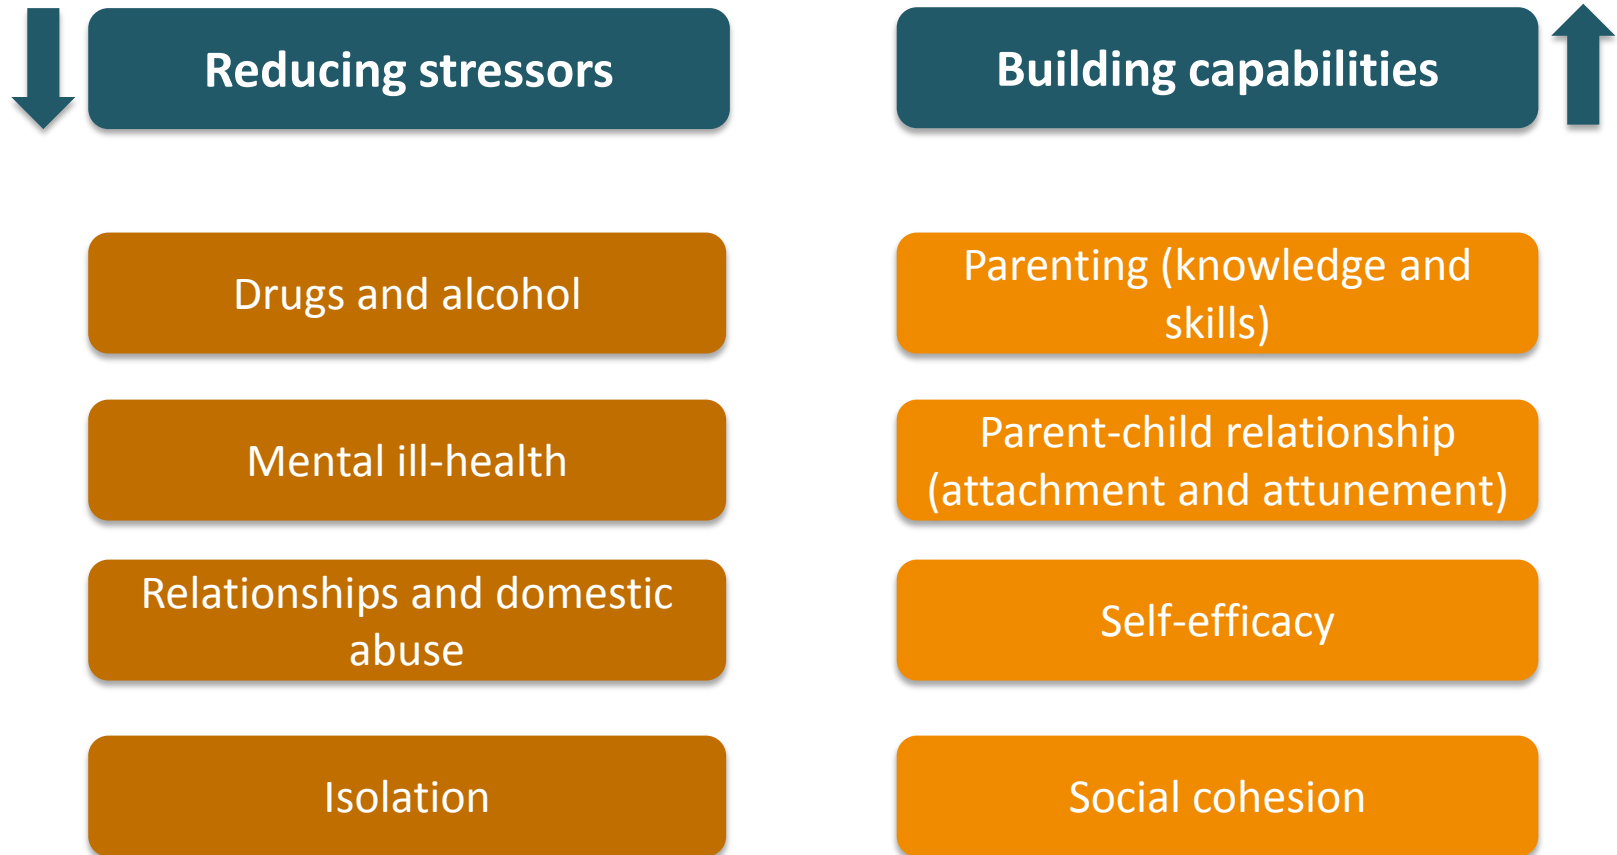 Reducing stressors
Building capabilities
Drugs and alcohol
Parenting (knowledge and
skills)
Mental ill-health
Parent-child relationship
(attachment and attunement)
Relationships and domestic
abuse
Self-efficacy
Isolation
Social cohesion